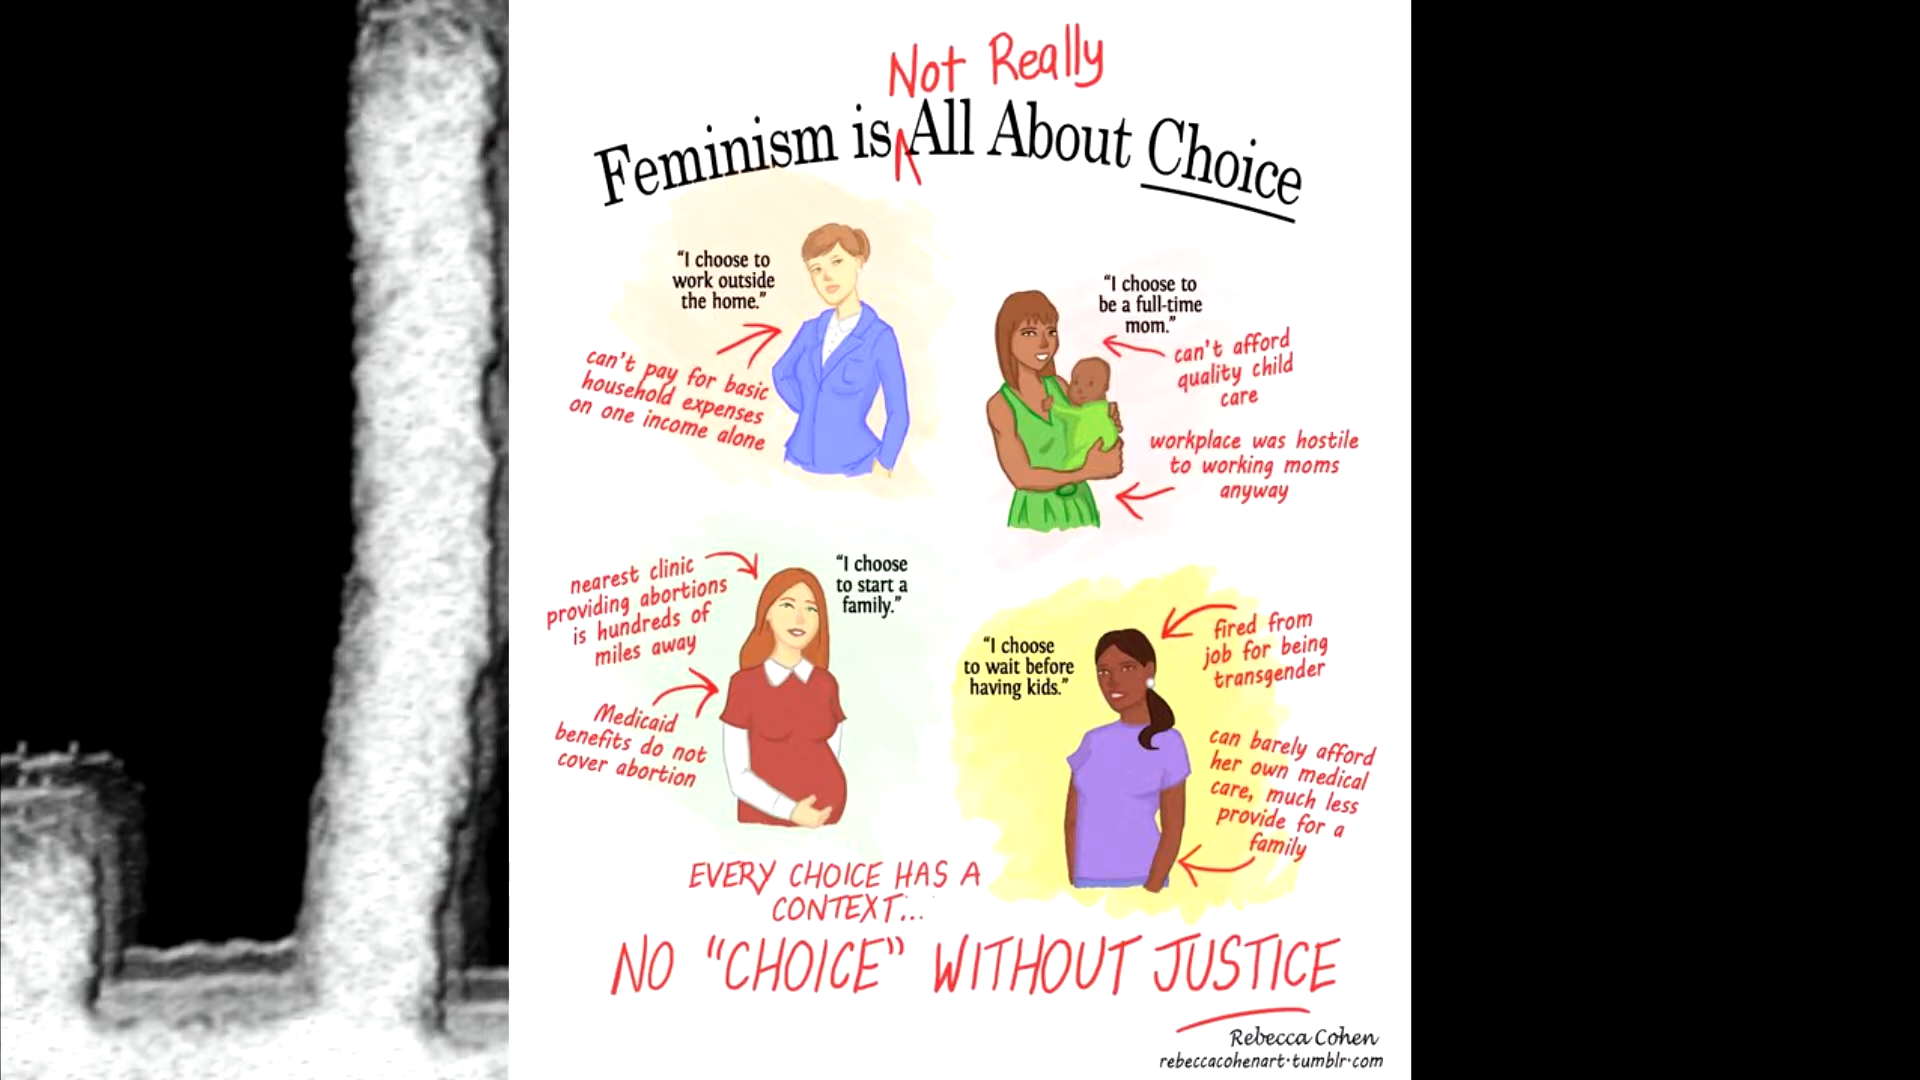 Not Really
Feminism is All About Choice
“I choose to
work outside
the home.”
can't pay for basic
household expenses
on one income alone
“I choose to
be a full-time
mom.”
can't afford
quality child
care
workplace was hostile
to working moms
anyway
nearest clinic
providing abortions
is hundreds of
miles away
“I choose
to start a
family.”
Medicaid
benefits do not
cover abortion
“I choose
to wait before
having kids.”
fired from
job for being
transgender
can barely afford
her own medical
care, much less
provide for a
family
EVERY CHOICE HAS A
CONTEXT...
NO “CHOICE” WITHOUT JUSTICE
Rebecca Cohen
rebeccacohenart·tumblr·com